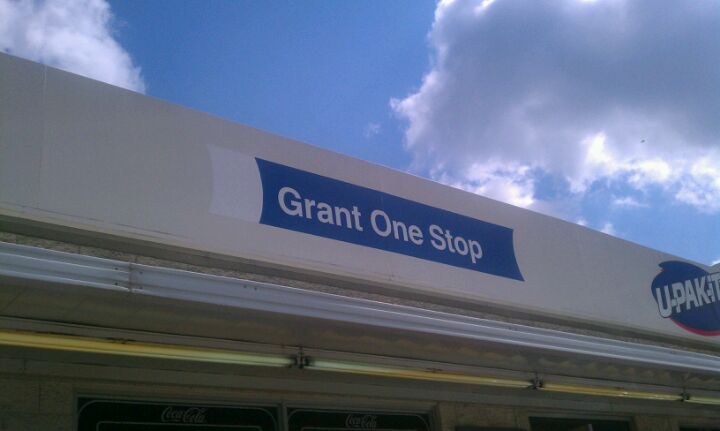 Grant One Stop
U-PAK-IT
Coca-Cola
Coca-Cola